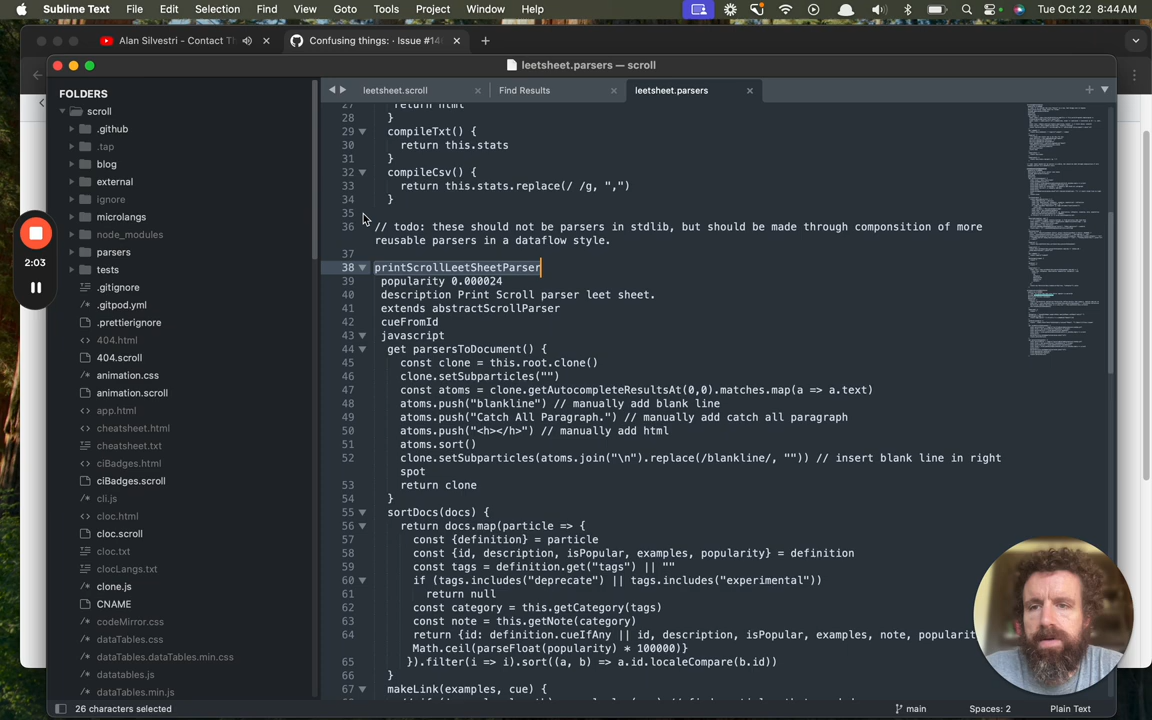 Sublime Text File Edit Selection Find View Goto Tools Project Window Help Tue Oct 22 8:44 AM
Alan Silvestri - Contact Th
Confusing things: · Issue #14
leetsheet.parsers — scroll
FOLDERS
scroll
.github
.tap
blog
external
ignore
microlangs
node_modules
parsers
tests
.gitignore
.gitpod.yml
.prettierignore
404.html
404.scroll
animation.css
animation.scroll
app.html
cheatsheet.html
cheatsheet.txt
ciBadges.html
ciBadges.scroll
cli.js
cloc.html
cloc.scroll
cloc.txt
clocLangs.txt
clone.js
CNAME
codeMirror.css
dataTables.css
dataTables.dataTables.min.css
datatables.js
dataTables.min.js
2:03
leetsheet.scroll Find Results leetsheet.parsers
27 return html
28 }
29 compileTxt() {
30 return this.stats
31 }
32 compileCsv() {
33 return this.stats.replace(/ /g, ",")
34 }
35
36 // todo: these should not be parsers in stdlib, but should be made through componsition of more
reusable parsers in a dataflow style.
37
38 printScrollLeetSheetParser
39 popularity 0.000024
40 description Print Scroll parser leet sheet.
41 extends abstractScrollParser
42 cueFromId
43 javascript
44 get parsersToDocument() {
45 const clone = this.root.clone()
46 clone.setSubparticles("")
47 const atoms = clone.getAutocompleteResultsAt(0,0).matches.map(a => a.text)
48 atoms.push("blankline") // manually add blank line
49 atoms.push("Catch All Paragraph.") // manually add catch all paragraph
50 atoms.push("<h></h>") // manually add html
51 atoms.sort()
52 clone.setSubparticles(atoms.join("\n").replace(/blankline/, "")) // insert blank line in right
spot
53 return clone
54 }
55 sortDocs(docs) {
56 return docs.map(particle => {
57 const {definition} = particle
58 const {id, description, isPopular, examples, popularity} = definition
59 const tags = definition.get("tags") || ""
60 if (tags.includes("deprecate") || tags.includes("experimental"))
61 return null
62 const category = this.getCategory(tags)
63 const note = this.getNote(category)
64 return {id: definition.cueIfAny || id, description, isPopular, examples, note, popularit
Math.ceil(parseFloat(popularity) * 100000)}
65 }).filter(i => i).sort((a, b) => a.id.localeCompare(b.id))
66 }
67 makeLink(examples, cue) {
26 characters selected main Spaces: 2 Plain Text